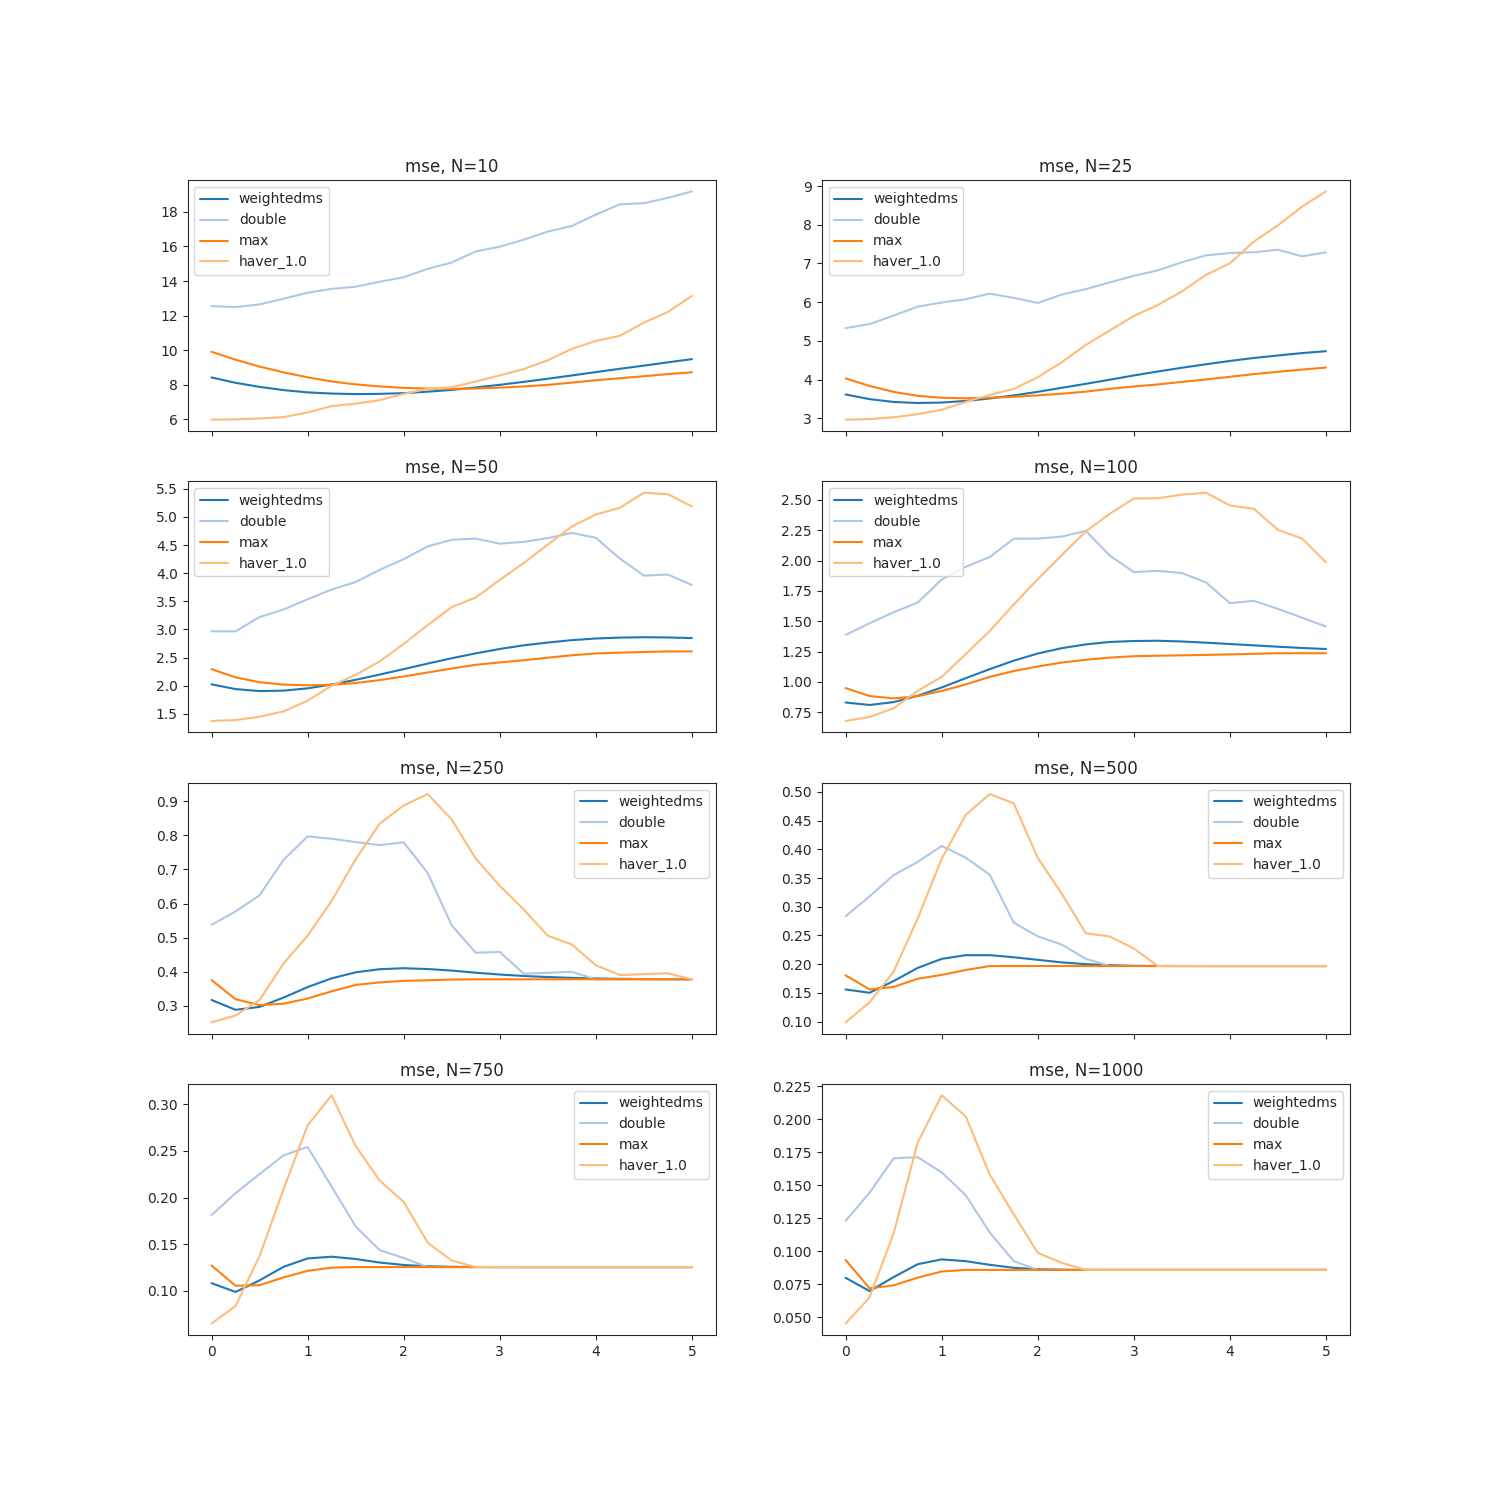 mse, N=10
18
16
14
12
10
8
6
weightedms
double
max
haver_1.0
mse, N=25
9
8
7
6
5
4
3
weightedms
double
max
haver_1.0
mse, N=50
5.5
5.0
4.5
4.0
3.5
3.0
2.5
2.0
1.5
weightedms
double
max
haver_1.0
mse, N=100
2.50
2.25
2.00
1.75
1.50
1.25
1.00
0.75
weightedms
double
max
haver_1.0
mse, N=250
0.9
0.8
0.7
0.6
0.5
0.4
0.3
weightedms
double
max
haver_1.0
mse, N=500
0.50
0.45
0.40
0.35
0.30
0.25
0.20
0.15
0.10
weightedms
double
max
haver_1.0
mse, N=750
0.30
0.25
0.20
0.15
0.10
weightedms
double
max
haver_1.0
0 1 2 3 4 5
mse, N=1000
0.225
0.200
0.175
0.150
0.125
0.100
0.075
0.050
weightedms
double
max
haver_1.0
0 1 2 3 4 5